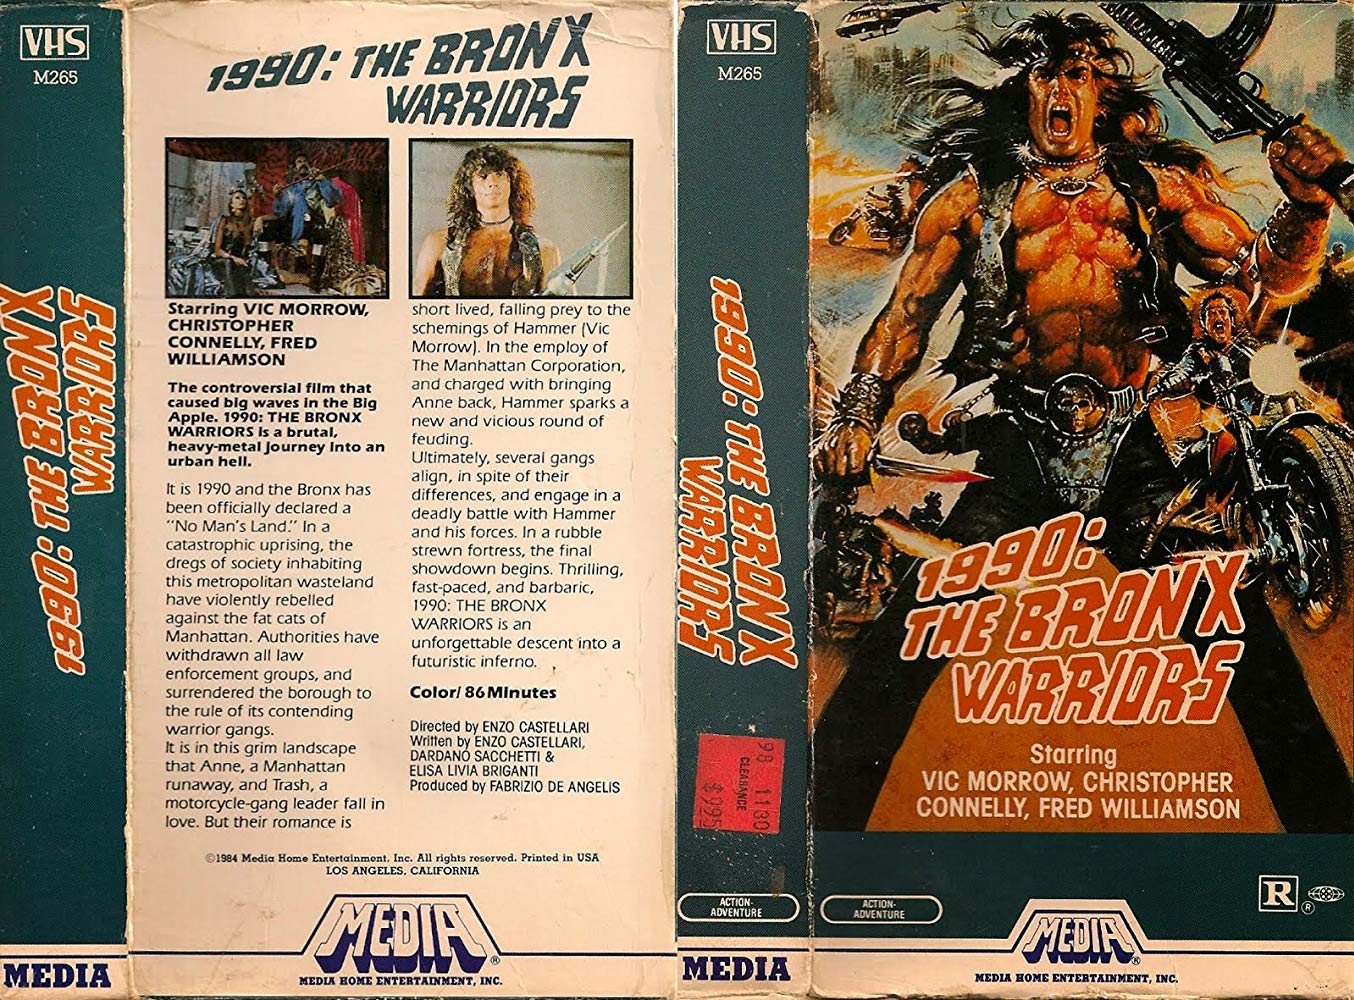 VHS
M265
1990: THE BRONX
WARRIORS
MEDIA
1990: THE BRONX
WARRIORS
Starring VIC MORROW,
CHRISTOPHER
CONNELLY, FRED
WILLIAMSON
The controversial film that
caused big waves in the Big
Apple. 1990: THE BRONX
WARRIORS is a brutal,
heavy-metal journey into an
urban hell.
It is 1990 and the Bronx has
been officially declared a
"No Man's Land." In a
catastrophic uprising, the
dregs of society inhabiting
this metropolitan wasteland
have violently rebelled
against the fat cats of
Manhattan. Authorities have
withdrawn all law
enforcement groups, and
surrendered the borough to
the rule of its contending
warrior gangs.
It is in this grim landscape
that Anne, a Manhattan
runaway, and Trash, a
motorcycle-gang leader fall in
love. But their romance is
short lived, falling prey to the
schemings of Hammer (Vic
Morrow). In the employ of
The Manhattan Corporation,
and charged with bringing
Anne back, Hammer sparks a
new and vicious round of
feuding.
Ultimately, several gangs
align, in spite of their
differences, and engage in a
deadly battle with Hammer
and his forces. In a rubble
strewn fortress, the final
showdown begins. Thrilling,
fast-paced, and barbaric,
1990: THE BRONX
WARRIORS is an
unforgettable descent into a
futuristic inferno.
Color/86 Minutes
Directed by ENZO CASTELLARI
Written by ENZO CASTELLARI,
DARDANO SACCHETTI &
ELISA LIVIA BRIGANTI
Produced by FABRIZIO DE ANGELIS
©1984 Media Home Entertainment, Inc. All rights reserved. Printed in USA
LOS ANGELES, CALIFORNIA
MEDIA®
MEDIA HOME ENTERTAINMENT, INC.
VHS
M265
1990: THE BRONX
WARRIORS
98 1130
CLEARANCE
$995
ACTION-
ADVENTURE
MEDIA
1990:
THE BRONX
WARRIORS
Starring
VIC MORROW, CHRISTOPHER
CONNELLY, FRED WILLIAMSON
R®
ACTION-
ADVENTURE
MEDIA®
MEDIA HOME ENTERTAINMENT, INC.